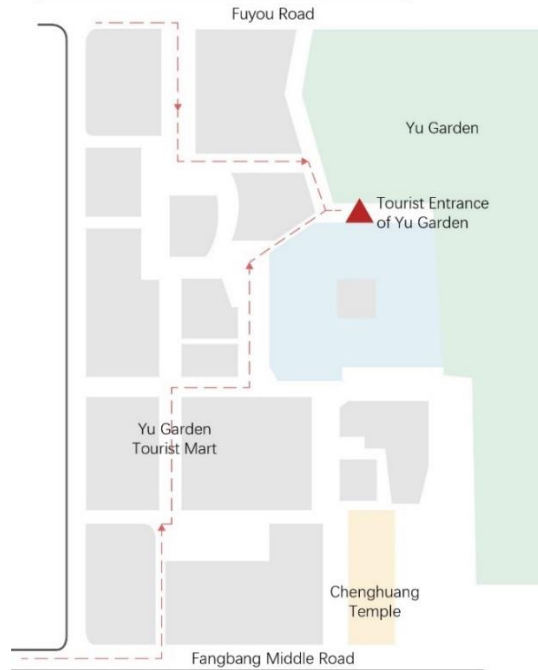 Fuyou Road
Yu Garden
Tourist Entrance
of Yu Garden
Yu Garden
Tourist Mart
Chenghuang
Temple
Fangbang Middle Road